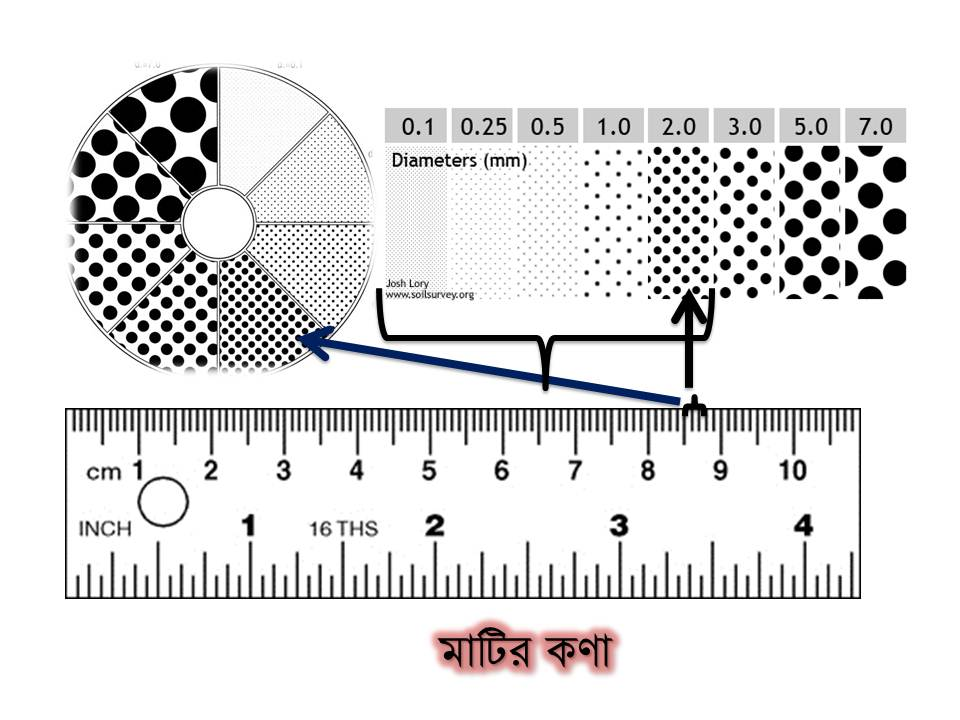 0.1 0.25 0.5 1.0 2.0 3.0 5.0 7.0
Diameters (mm)
Josh Lory
www.soilsurvey.org
cm 1 2 3 4 5 6 7 8 9 10
INCH 1 16 THS 2 3 4
মাটির কণা